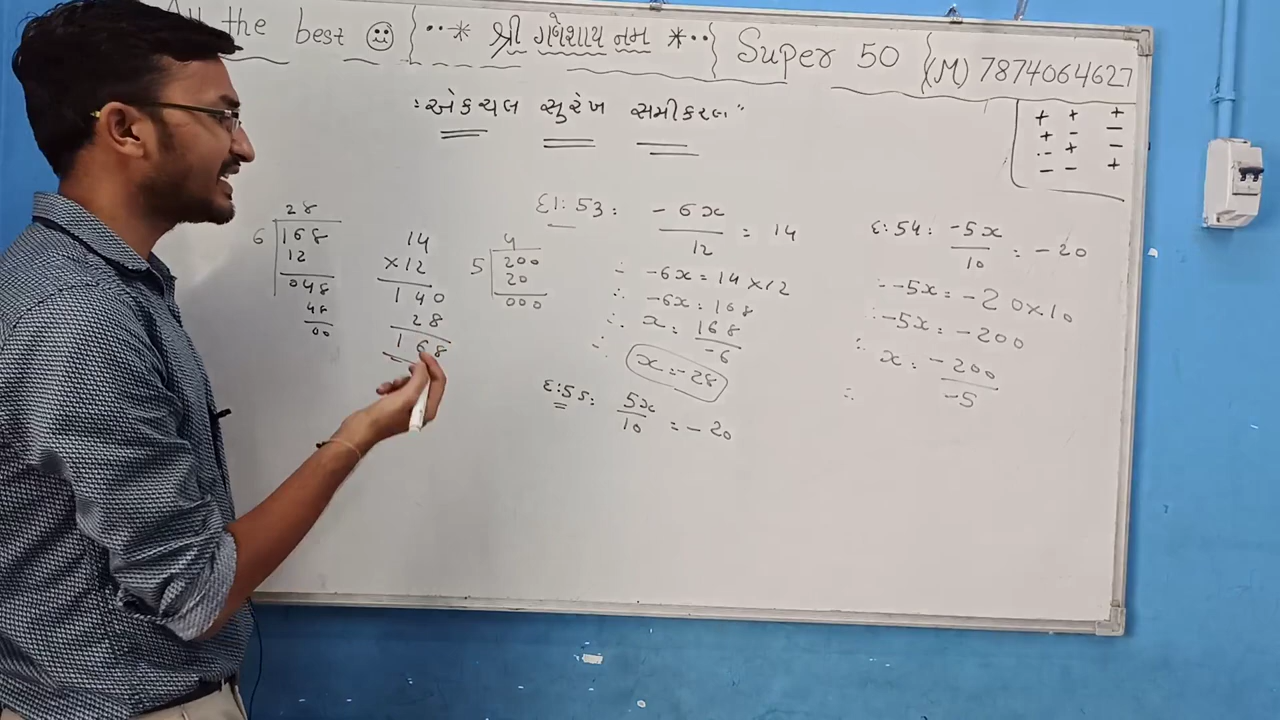 All the best ☺ {··* श्री ગણેશાય નમ *··} Super 50 {(M) 7874064627
:એકચલ સુરેખ સમીકરણ"
+ + +
+ - -
- + -
- - +
28
6 168
12
048
48
00
14
×12
140
28
168
4
5 200
20
000
દા: 53: -6x/12 = 14
∴ -6x = 14 × 12
∴ -6x = 168
∴ x = 168/-6
∴ x = -28
દા: 54: -5x/10 = -20
∴ -5x = -20 × 10
∴ -5x = -200
∴ x = -200/-5
∴
દા: 55: 5x/10 = -20